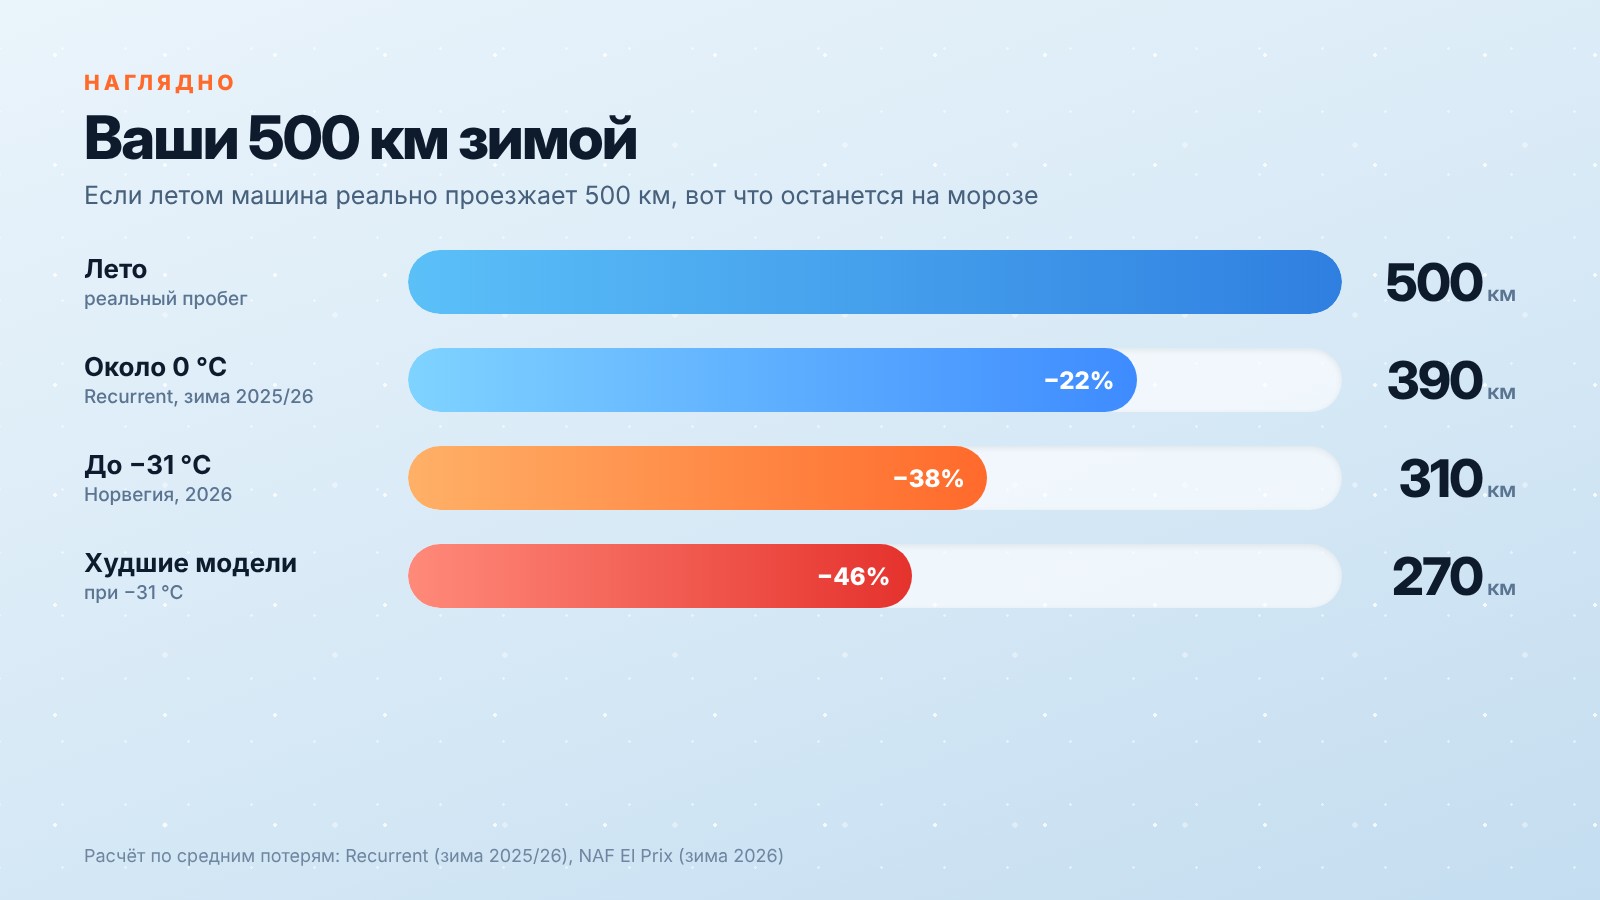 НАГЛЯДНО
Ваши 500 км зимой
Если летом машина реально проезжает 500 км, вот что останется на морозе
Лето
реальный пробег
500 км
Около 0 °C
Recurrent, зима 2025/26
−22%
390 км
До −31 °C
Норвегия, 2026
−38%
310 км
Худшие модели
при −31 °C
−46%
270 км
Расчёт по средним потерям: Recurrent (зима 2025/26), NAF El Prix (зима 2026)